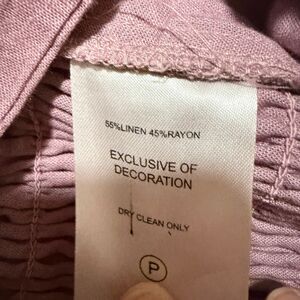 55%LINEN 45%RAYON
EXCLUSIVE OF
DECORATION
DRY CLEAN ONLY
P